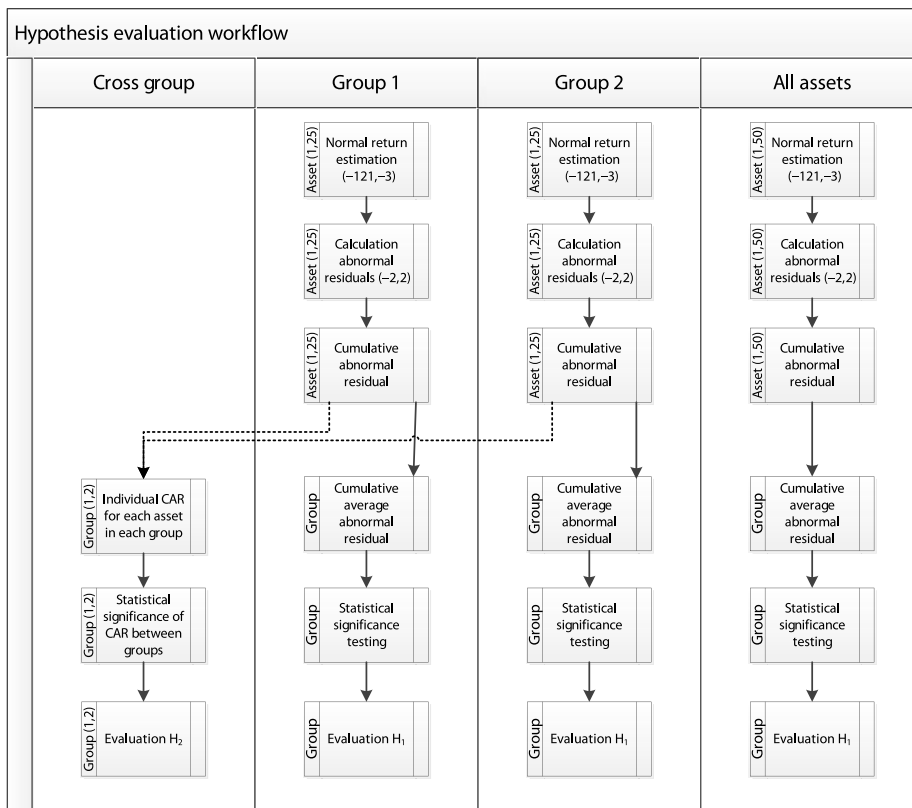 Hypothesis evaluation workflow
Cross group
Group 1
Group 2
All assets
Asset (1,25)
Normal return
estimation
(−121,−3)
Asset (1,25)
Normal return
estimation
(−121,−3)
Asset (1,50)
Normal return
estimation
(−121,−3)
Asset (1,25)
Calculation
abnormal
residuals (−2,2)
Asset (1,25)
Calculation
abnormal
residuals (−2,2)
Asset (1,50)
Calculation
abnormal
residuals (−2,2)
Asset (1,25)
Cumulative
abnormal
residual
Asset (1,25)
Cumulative
abnormal
residual
Asset (1,50)
Cumulative
abnormal
residual
Group (1,2)
Individual CAR
for each asset
in each group
Group
Cumulative
average
abnormal
residual
Group
Cumulative
average
abnormal
residual
Group
Cumulative
average
abnormal
residual
Group (1,2)
Statistical
significance of
CAR between
groups
Group
Statistical
significance
testing
Group
Statistical
significance
testing
Group
Statistical
significance
testing
Group (1,2)
Evaluation H₂
Group
Evaluation H₁
Group
Evaluation H₁
Group
Evaluation H₁